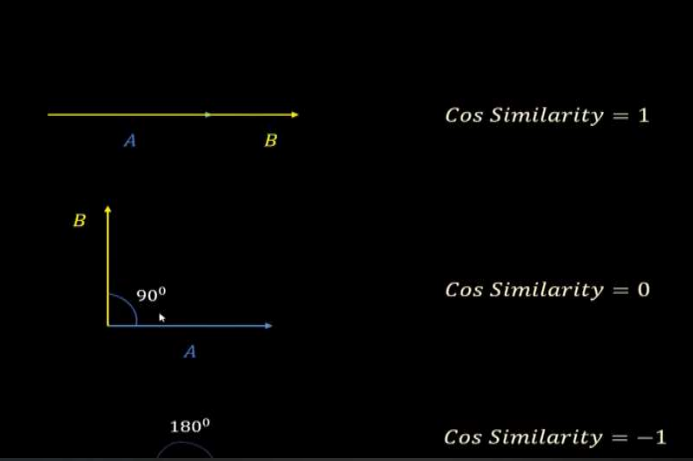 Cos Similarity = 1
A B
B
90⁰
Cos Similarity = 0
A
180⁰
Cos Similarity = −1